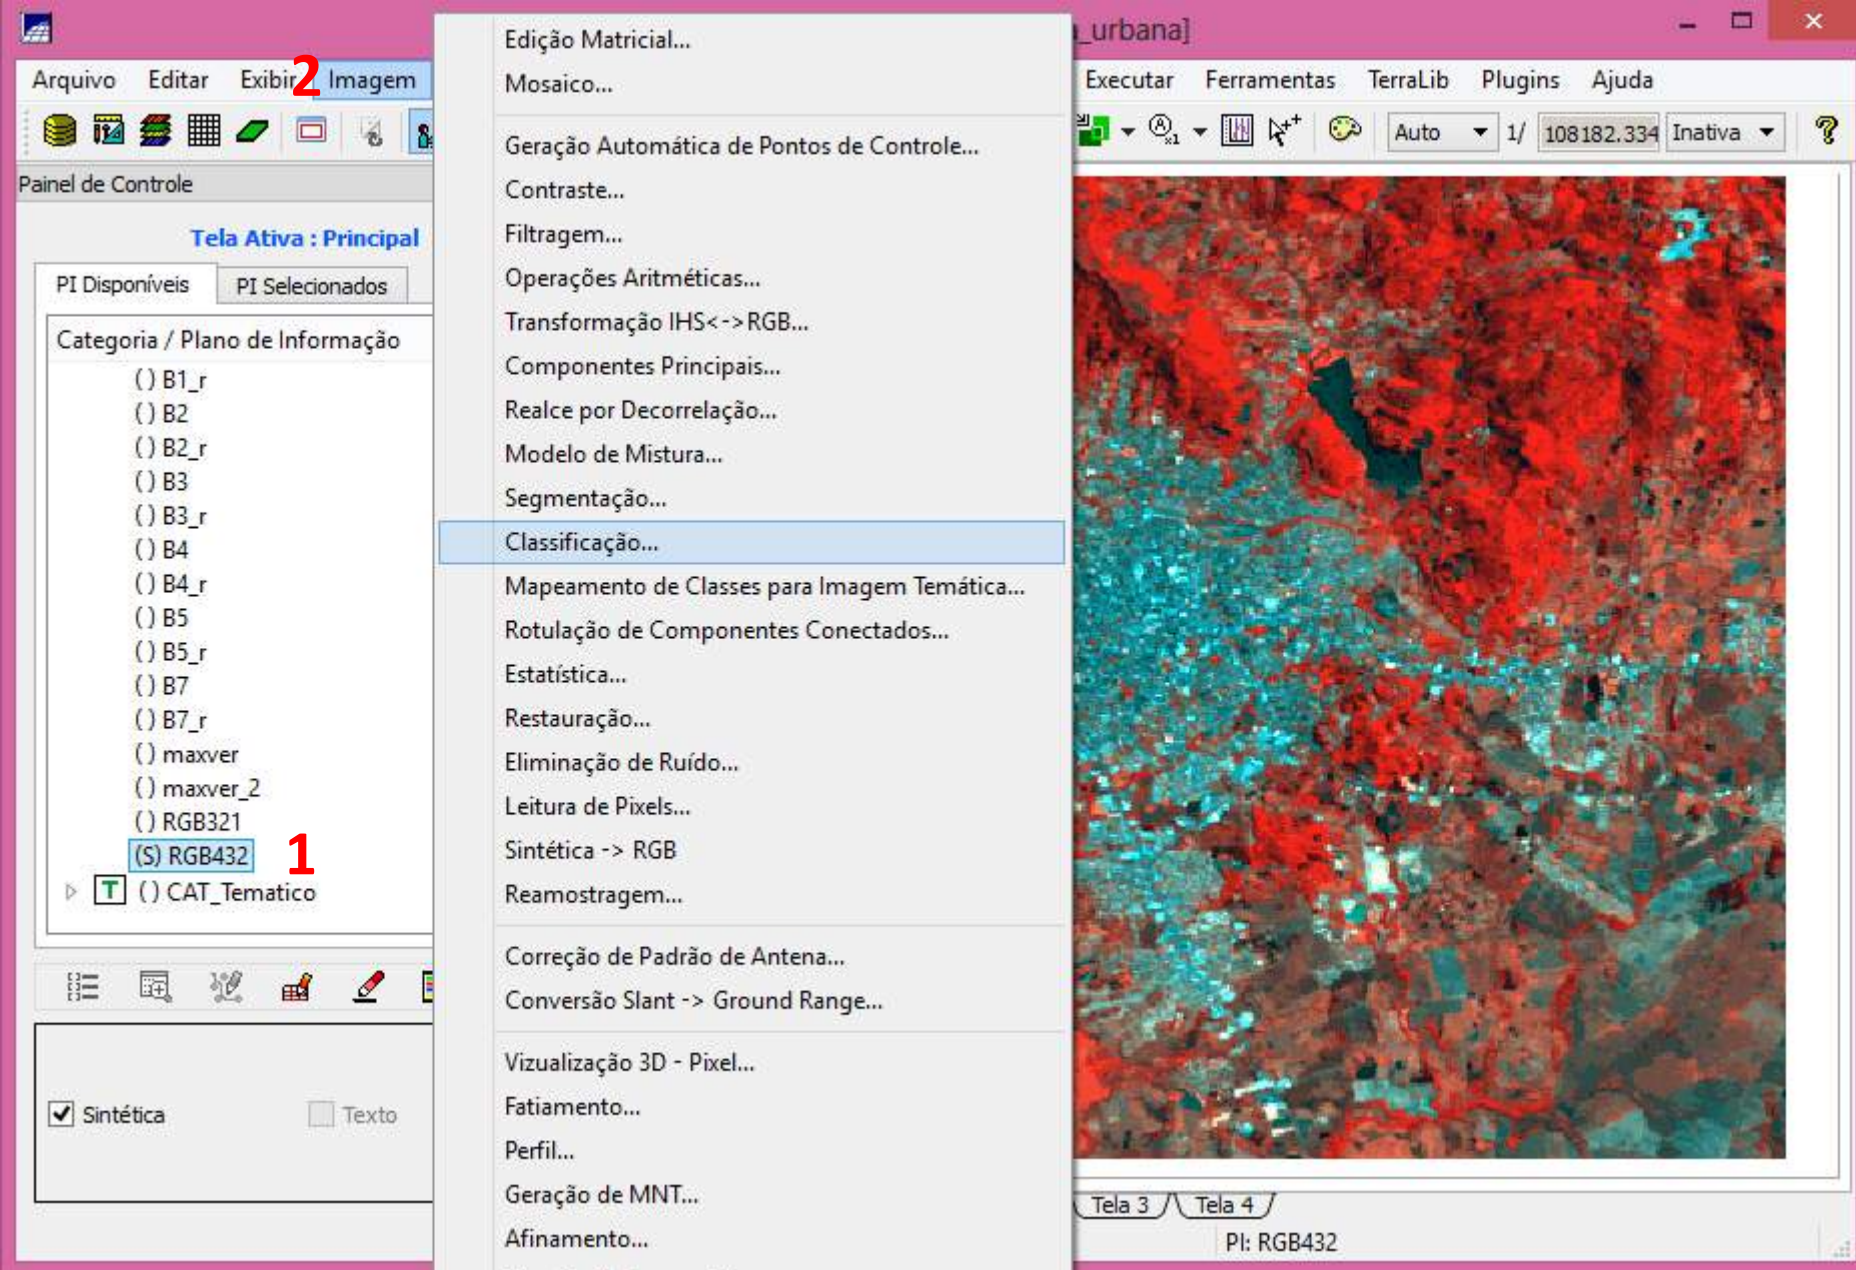 _urbana]
Arquivo Editar Exibir 2 Imagem Executar Ferramentas TerraLib Plugins Ajuda
Auto 1/ 108182.334 Inativa
Painel de Controle
Tela Ativa : Principal
PI Disponíveis PI Selecionados
Categoria / Plano de Informação
( ) B1_r
( ) B2
( ) B2_r
( ) B3
( ) B3_r
( ) B4
( ) B4_r
( ) B5
( ) B5_r
( ) B7
( ) B7_r
( ) maxver
( ) maxver_2
( ) RGB321
(S) RGB432 1
T ( ) CAT_Tematico
Sintética Texto
Edição Matricial...
Mosaico...
Geração Automática de Pontos de Controle...
Contraste...
Filtragem...
Operações Aritméticas...
Transformação IHS<->RGB...
Componentes Principais...
Realce por Decorrelação...
Modelo de Mistura...
Segmentação...
Classificação...
Mapeamento de Classes para Imagem Temática...
Rotulação de Componentes Conectados...
Estatística...
Restauração...
Eliminação de Ruído...
Leitura de Pixels...
Sintética -> RGB
Reamostragem...
Correção de Padrão de Antena...
Conversão Slant -> Ground Range...
Vizualização 3D - Pixel...
Fatiamento...
Perfil...
Geração de MNT...
Afinamento...
Tela 3 Tela 4
PI: RGB432